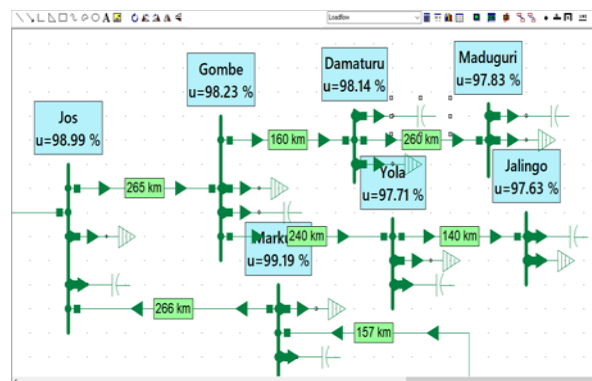 Loadflow
Damaturu
u=98.14 %
Maduguri
u=97.83 %
Gombe
u=98.23 %
Jos
u=98.99 %
160 km
260 km
Yola
u=97.71 %
Jalingo
u=97.63 %
265 km
240 km
140 km
u=99.19 %
266 km
157 km